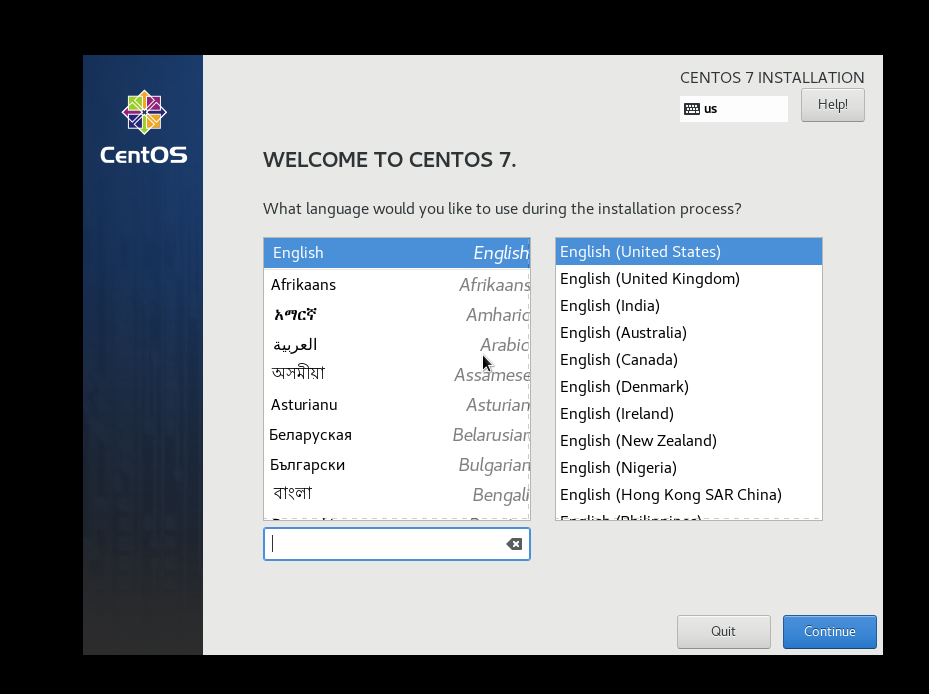 CentOS
CENTOS 7 INSTALLATION
us
Help!
WELCOME TO CENTOS 7.
What language would you like to use during the installation process?
English English
Afrikaans Afrikaans
አማርኛ Amharic
العربية Arabic
অসমীয়া Assamese
Asturianu Asturian
Беларуская Belarusian
Български Bulgarian
বাংলা Bengali
English (United States)
English (United Kingdom)
English (India)
English (Australia)
English (Canada)
English (Denmark)
English (Ireland)
English (New Zealand)
English (Nigeria)
English (Hong Kong SAR China)
English (Philippines)
Quit
Continue